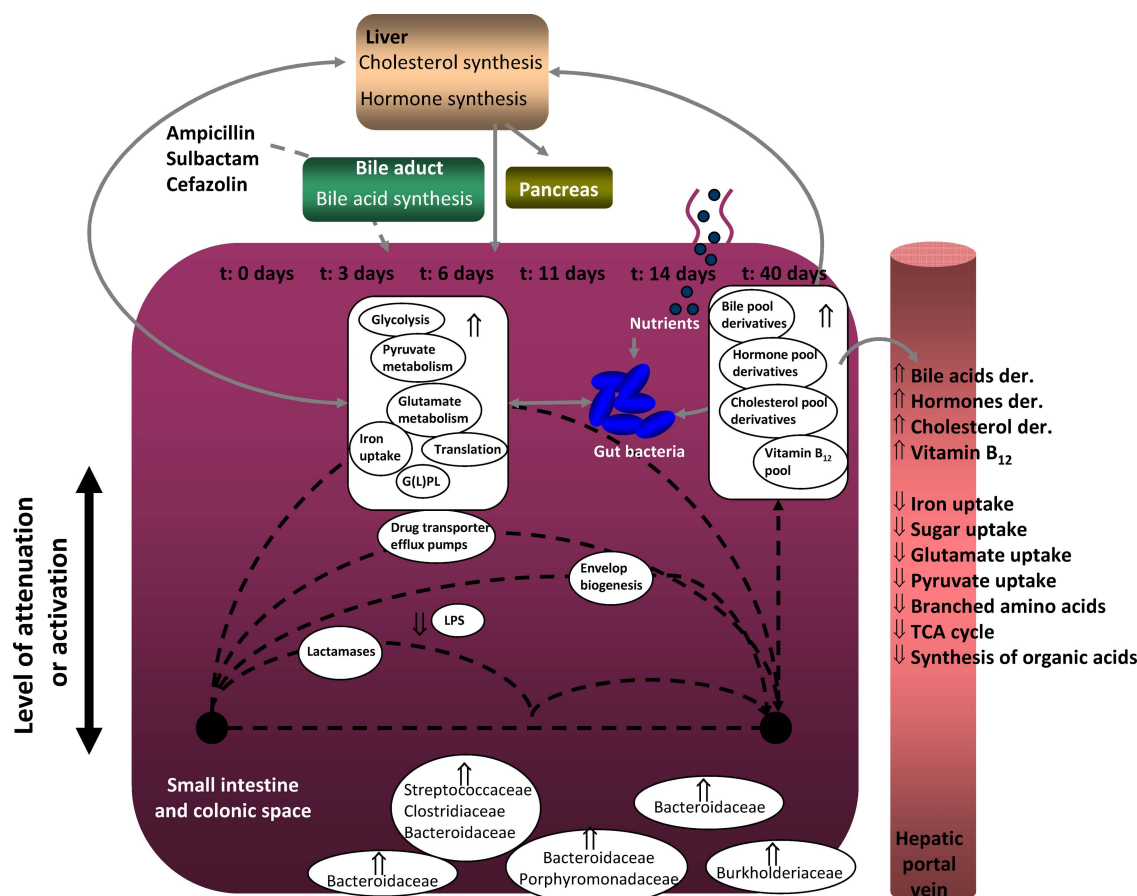 Liver
Cholesterol synthesis
Hormone synthesis
Ampicillin
Sulbactam
Cefazolin
Bile aduct
Bile acid synthesis
Pancreas
t: 0 days
t: 3 days
t: 6 days
t: 11 days
t: 14 days
t: 40 days
Glycolysis
⇑
Pyruvate
metabolism
Glutamate
metabolism
Iron
uptake
Translation
G(L)PL
Nutrients
Gut bacteria
Bile pool
derivatives
⇑
Hormone pool
derivatives
Cholesterol pool
derivatives
Vitamin B12
pool
⇑ Bile acids der.
⇑ Hormones der.
⇑ Cholesterol der.
⇑ Vitamin B12
⇓ Iron uptake
⇓ Sugar uptake
⇓ Glutamate uptake
⇓ Pyruvate uptake
⇓ Branched amino acids
⇓ TCA cycle
⇓ Synthesis of organic acids
Level of attenuation
or activation
Drug transporter
efflux pumps
Envelop
biogenesis
⇓ LPS
Lactamases
Small intestine
and colonic space
⇑
Streptococcaceae
Clostridiaceae
Bacteroidaceae
⇑
Bacteroidaceae
⇑
Bacteroidaceae
Porphyromonadaceae
⇑
Bacteroidaceae
⇑
Burkholderiaceae
Hepatic
portal
vein